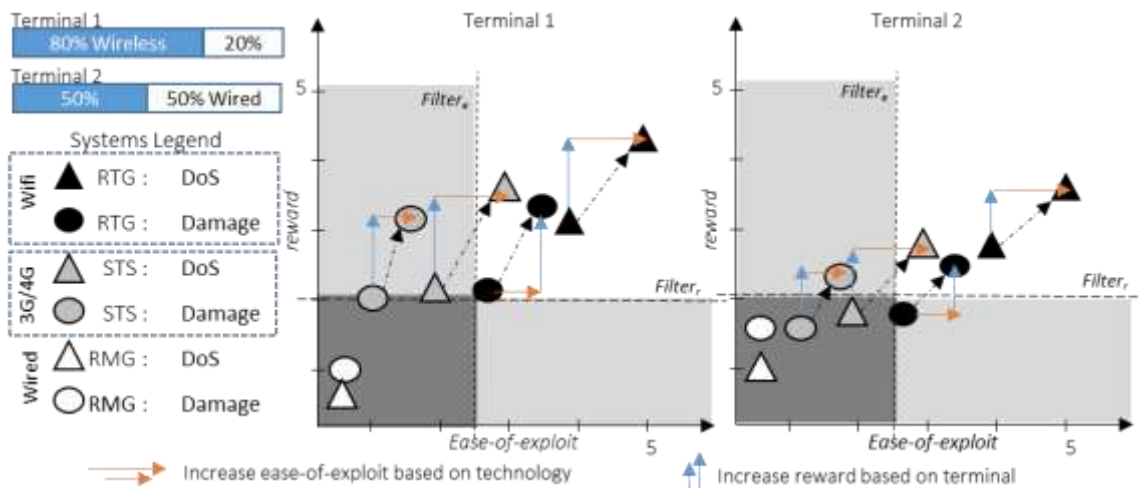 Terminal 1
80% Wireless 20%
Terminal 2
50% 50% Wired
Systems Legend
Wifi
RTG : DoS
RTG : Damage
3G/4G
STS : DoS
STS : Damage
Wired
RMG : DoS
RMG : Damage
Terminal 1
5
Filtere
reward
Filterr
Ease-of-exploit
5
Terminal 2
5
Filtere
reward
Filterr
Ease-of-exploit
5
Increase ease-of-exploit based on technology
Increase reward based on terminal